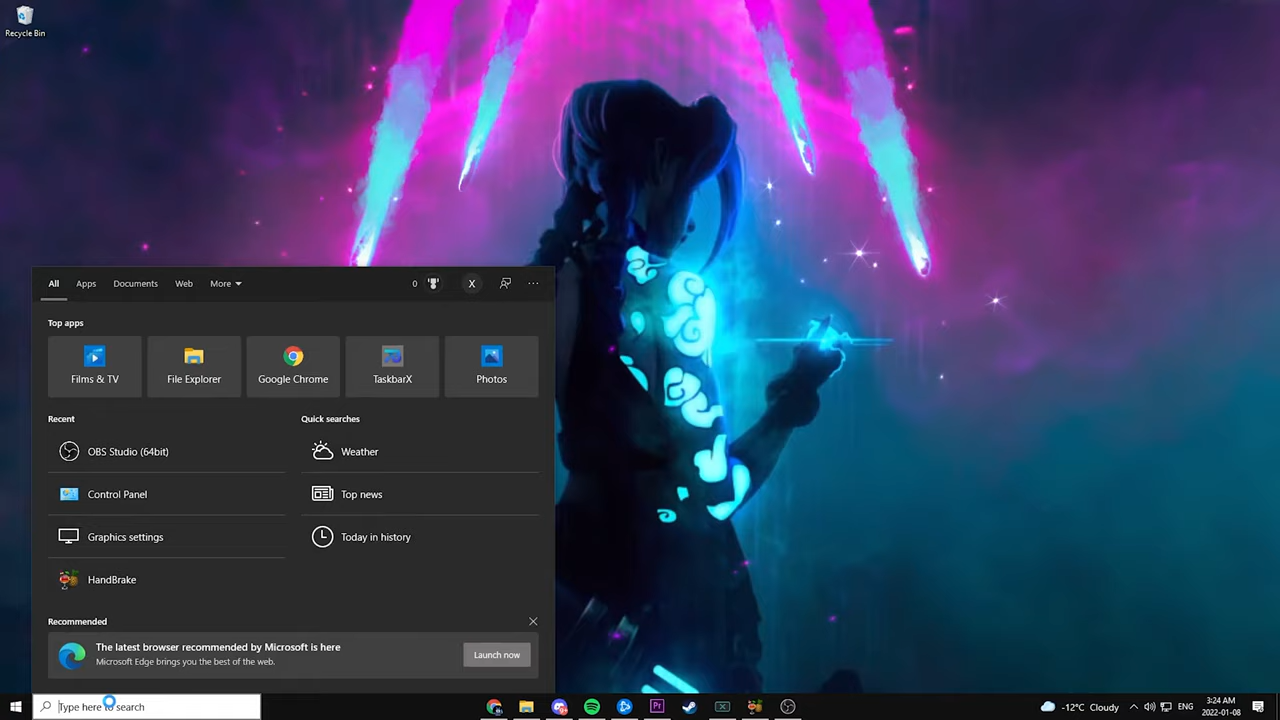 Recycle Bin
All Apps Documents Web More 0 X ...
Top apps
Films & TV File Explorer Google Chrome TaskbarX Photos
Recent Quick searches
OBS Studio (64bit) Weather
Control Panel Top news
Graphics settings Today in history
HandBrake
Recommended
The latest browser recommended by Microsoft is here
Microsoft Edge brings you the best of the web.
Launch now
Type here to search
Pr
-12°C Cloudy ENG
3:24 AM
2022-01-08